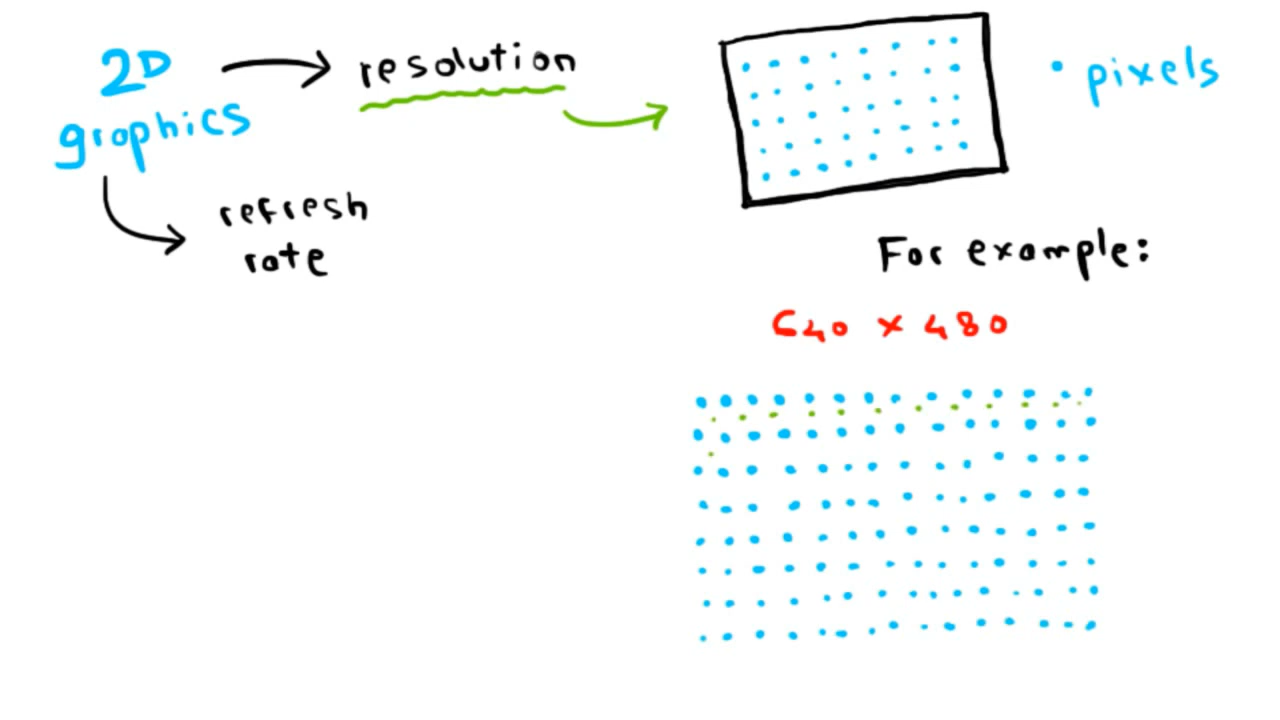 2D
graphics
resolution
pixels
refresh
rate
For example:
640 x 480